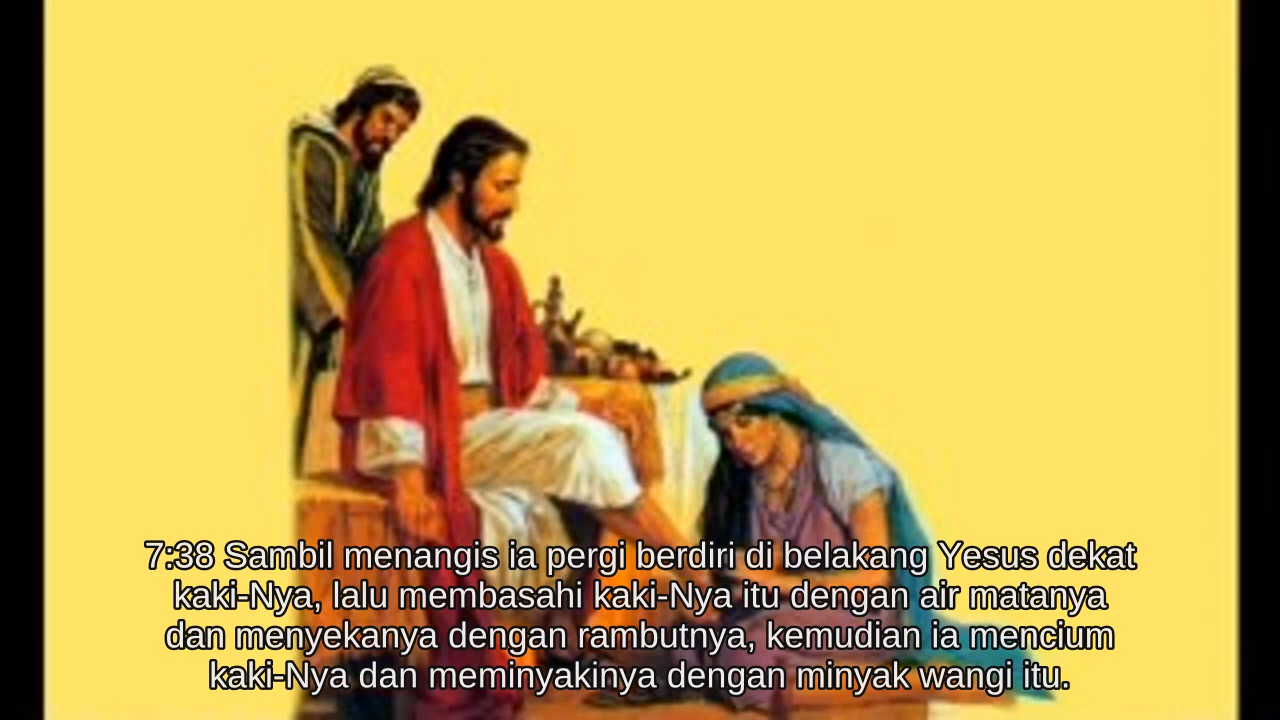 7:38 Sambil menangis ia pergi berdiri di belakang Yesus dekat
kaki-Nya, lalu membasahi kaki-Nya itu dengan air matanya
dan menyekanya dengan rambutnya, kemudian ia mencium
kaki-Nya dan meminyakinya dengan minyak wangi itu.